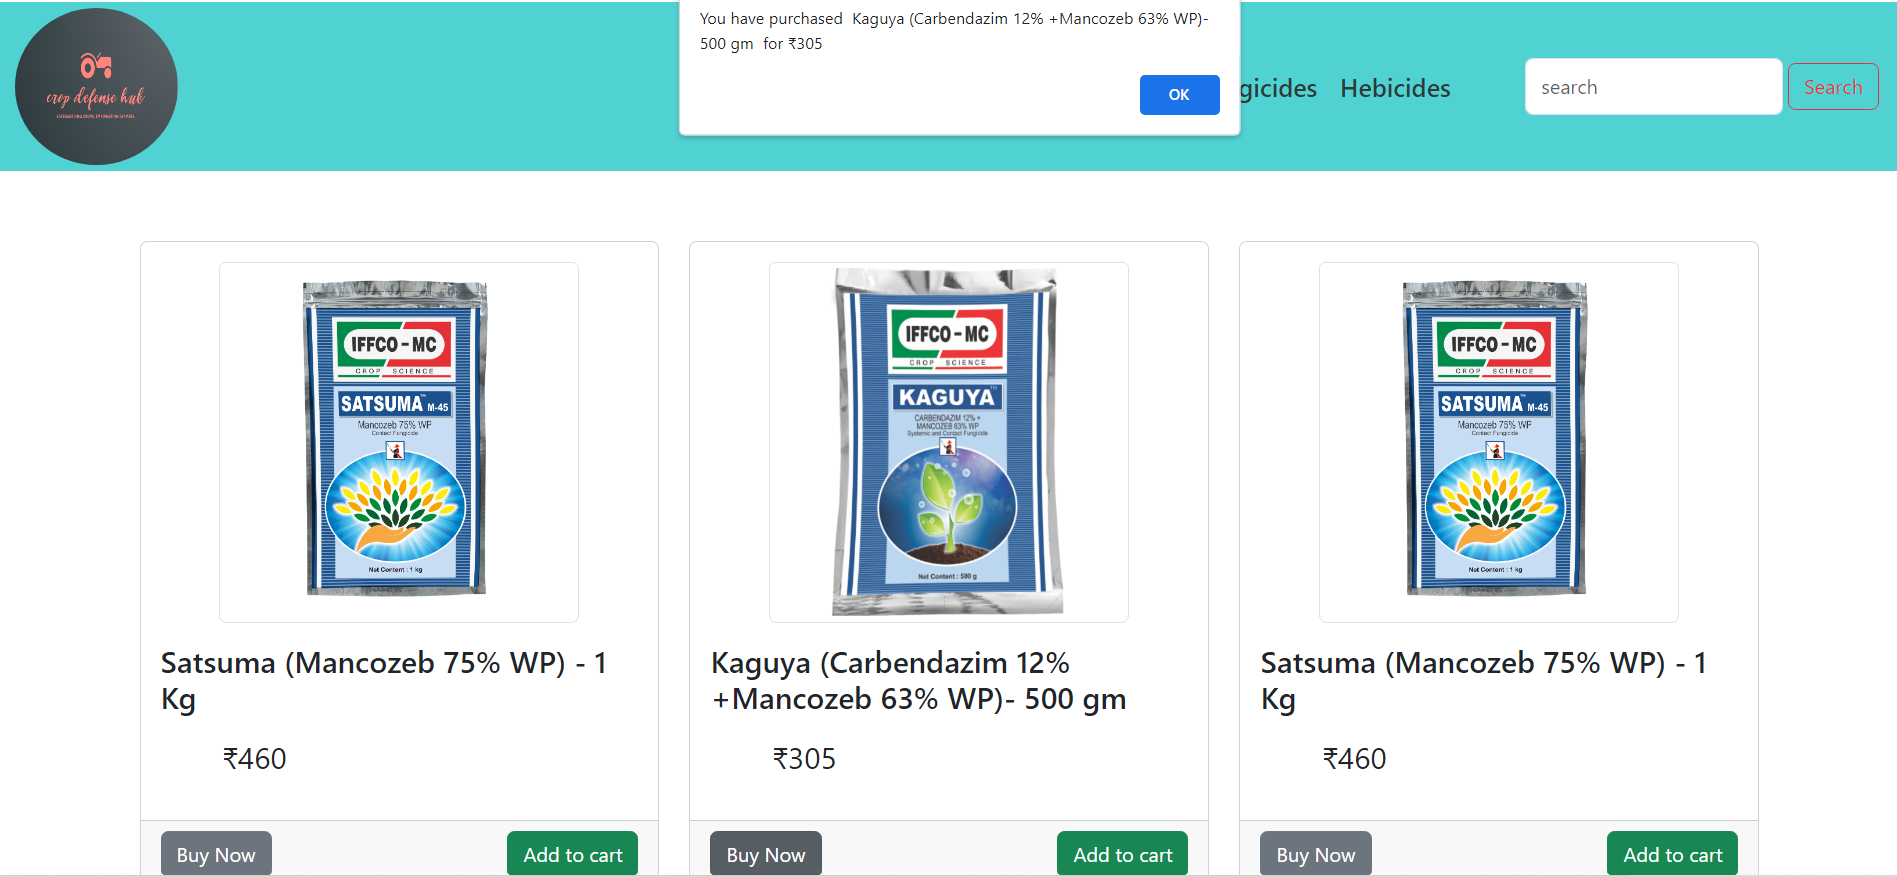 You have purchased  Kaguya (Carbendazim 12% +Mancozeb 63% WP)-
500 gm  for ₹305
OK
crop defense hub
gicides
Hebicides
search
Search
IFFCO - MC
CROP SCIENCE
SATSUMA™ M-45
Mancozeb 75% WP
Contact Fungicide
Net Content : 1 kg
Satsuma (Mancozeb 75% WP) - 1
Kg
₹460
Buy Now
Add to cart
IFFCO - MC
CROP SCIENCE
KAGUYA™
CARBENDAZIM 12% +
MANCOZEB 63% WP
Systemic and Contact Fungicide
Net Content : 500 g
Kaguya (Carbendazim 12%
+Mancozeb 63% WP)- 500 gm
₹305
Buy Now
Add to cart
IFFCO - MC
CROP SCIENCE
SATSUMA™ M-45
Mancozeb 75% WP
Contact Fungicide
Net Content : 1 kg
Satsuma (Mancozeb 75% WP) - 1
Kg
₹460
Buy Now
Add to cart